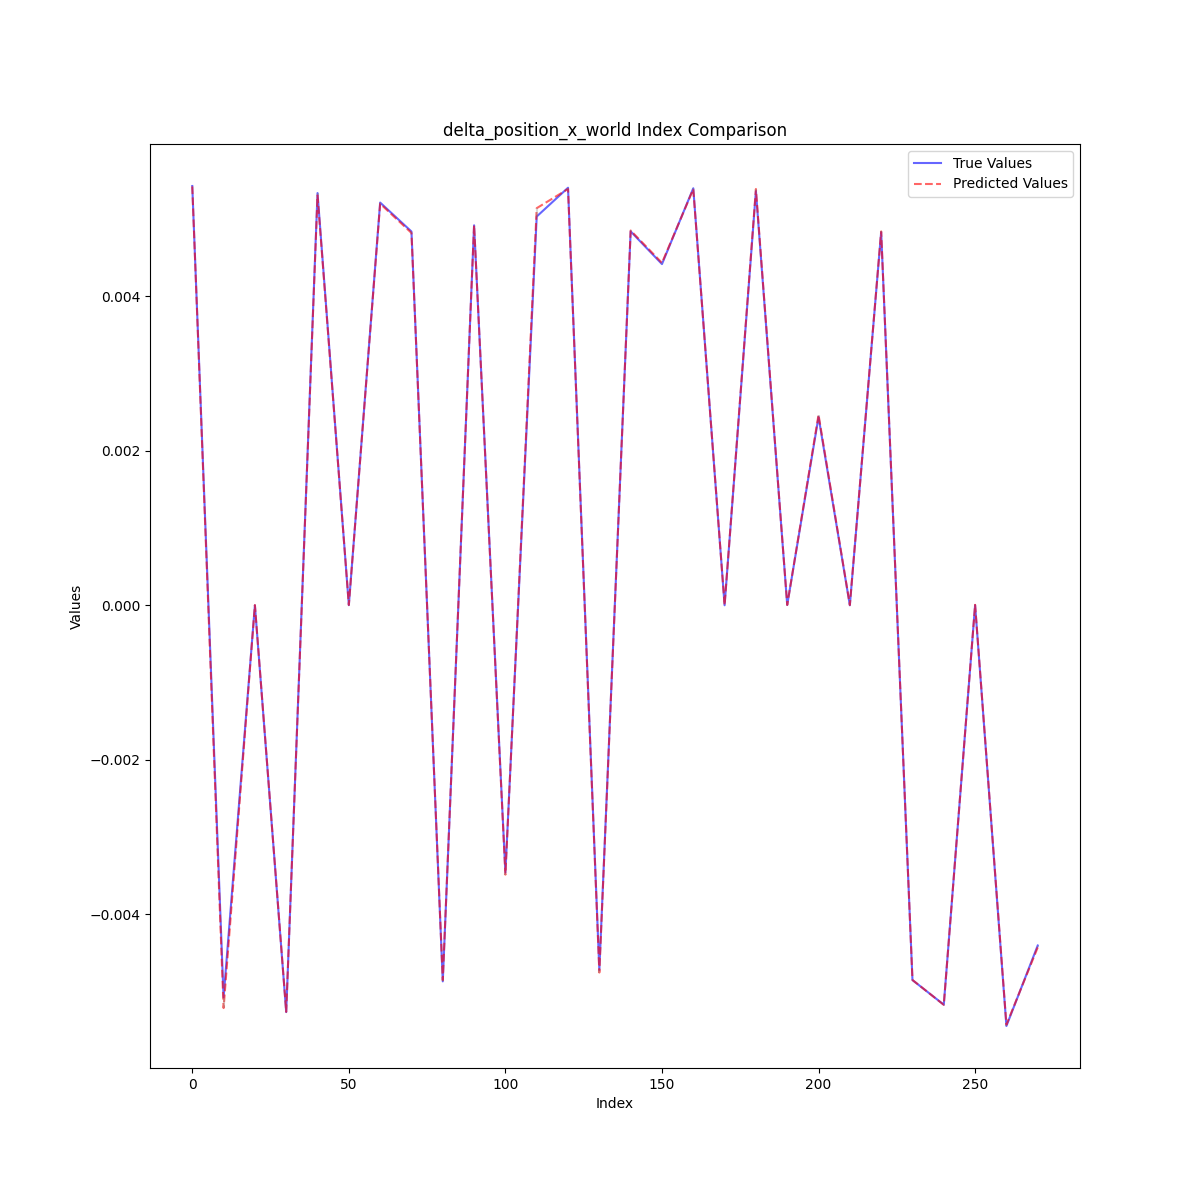 delta_position_x_world Index Comparison
True Values
Predicted Values
Values
0.004
0.002
0.000
−0.002
−0.004
0
50
100
150
200
250
Index